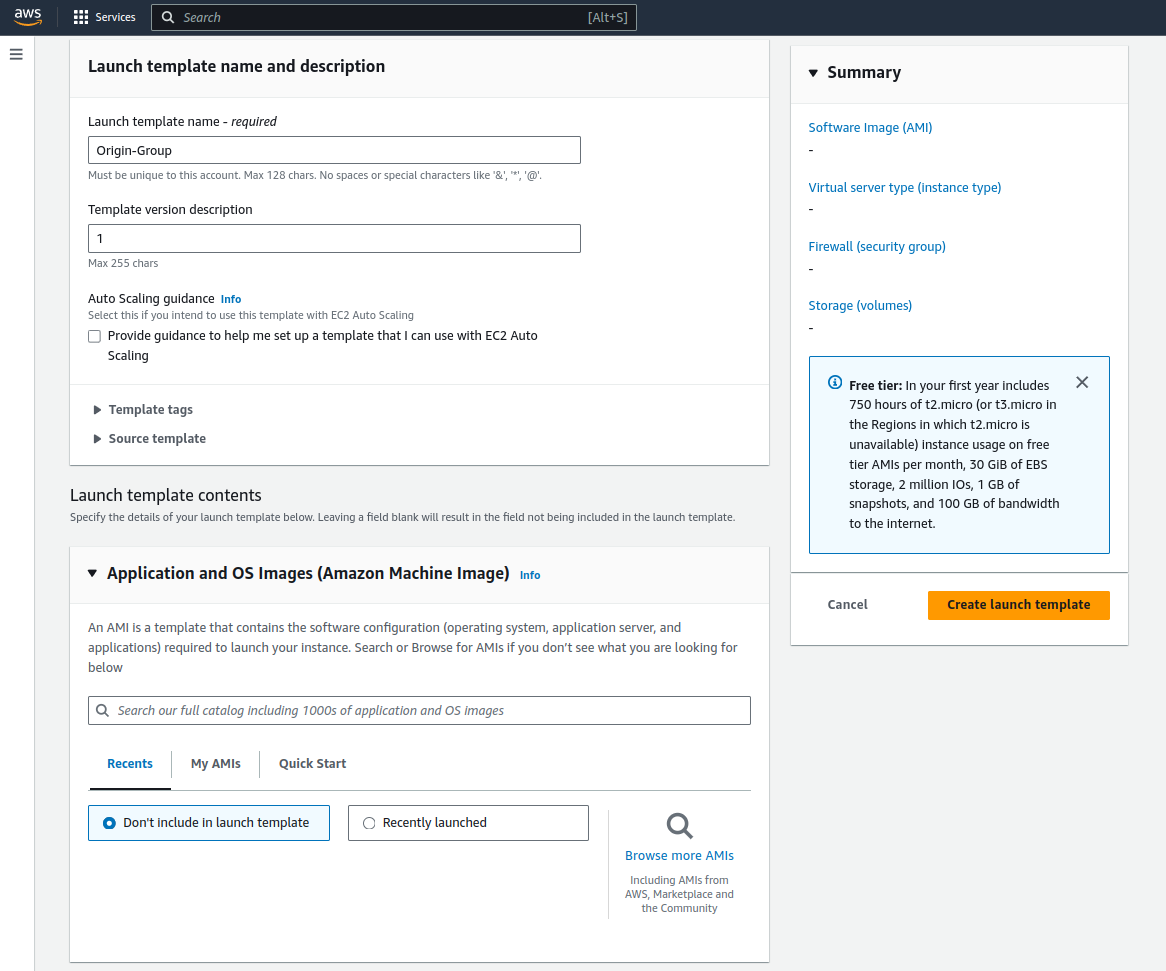 aws
Services
Search
[Alt+S]
Launch template name and description
Launch template name - required
Origin-Group
Must be unique to this account. Max 128 chars. No spaces or special characters like '&', '*', '@'.
Template version description
1
Max 255 chars
Auto Scaling guidance Info
Select this if you intend to use this template with EC2 Auto Scaling
Provide guidance to help me set up a template that I can use with EC2 Auto
Scaling
Template tags
Source template
Launch template contents
Specify the details of your launch template below. Leaving a field blank will result in the field not being included in the launch template.
Application and OS Images (Amazon Machine Image) Info
An AMI is a template that contains the software configuration (operating system, application server, and
applications) required to launch your instance. Search or Browse for AMIs if you don’t see what you are looking for
below
Search our full catalog including 1000s of application and OS images
Recents
My AMIs
Quick Start
Don't include in launch template
Recently launched
Browse more AMIs
Including AMIs from
AWS, Marketplace and
the Community
Summary
Software Image (AMI)
-
Virtual server type (instance type)
-
Firewall (security group)
-
Storage (volumes)
-
Free tier: In your first year includes
750 hours of t2.micro (or t3.micro in
the Regions in which t2.micro is
unavailable) instance usage on free
tier AMIs per month, 30 GiB of EBS
storage, 2 million IOs, 1 GB of
snapshots, and 100 GB of bandwidth
to the internet.
Cancel
Create launch template